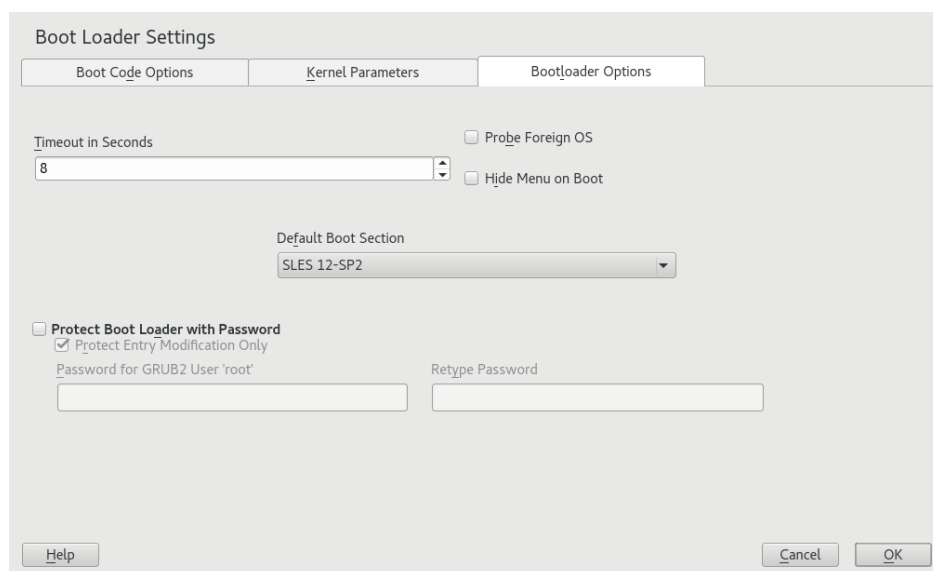 Boot Loader Settings
Boot Code Options
Kernel Parameters
Bootloader Options
Timeout in Seconds
8
Probe Foreign OS
Hide Menu on Boot
Default Boot Section
SLES 12-SP2
Protect Boot Loader with Password
Protect Entry Modification Only
Password for GRUB2 User 'root'
Retype Password
Help
Cancel
OK